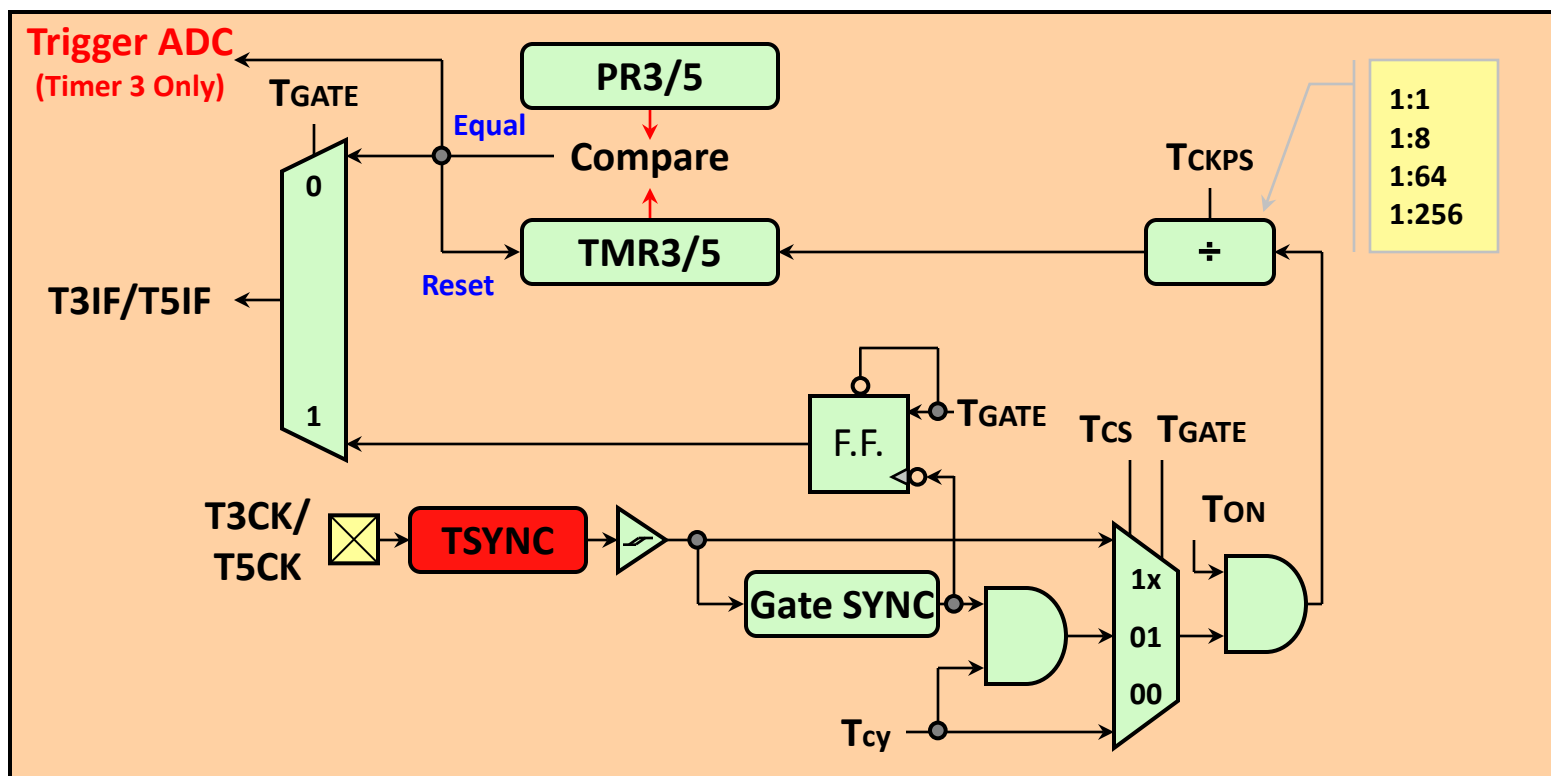 Trigger ADC
(Timer 3 Only)
TGATE
PR3/5
Equal
Compare
TCKPS
1:1
1:8
1:64
1:256
0
TMR3/5
÷
Reset
T3IF/T5IF
1
F.F.
TGATE
TCS
TGATE
T3CK/
T5CK
TSYNC
TON
Gate SYNC
1x
01
00
Tcy